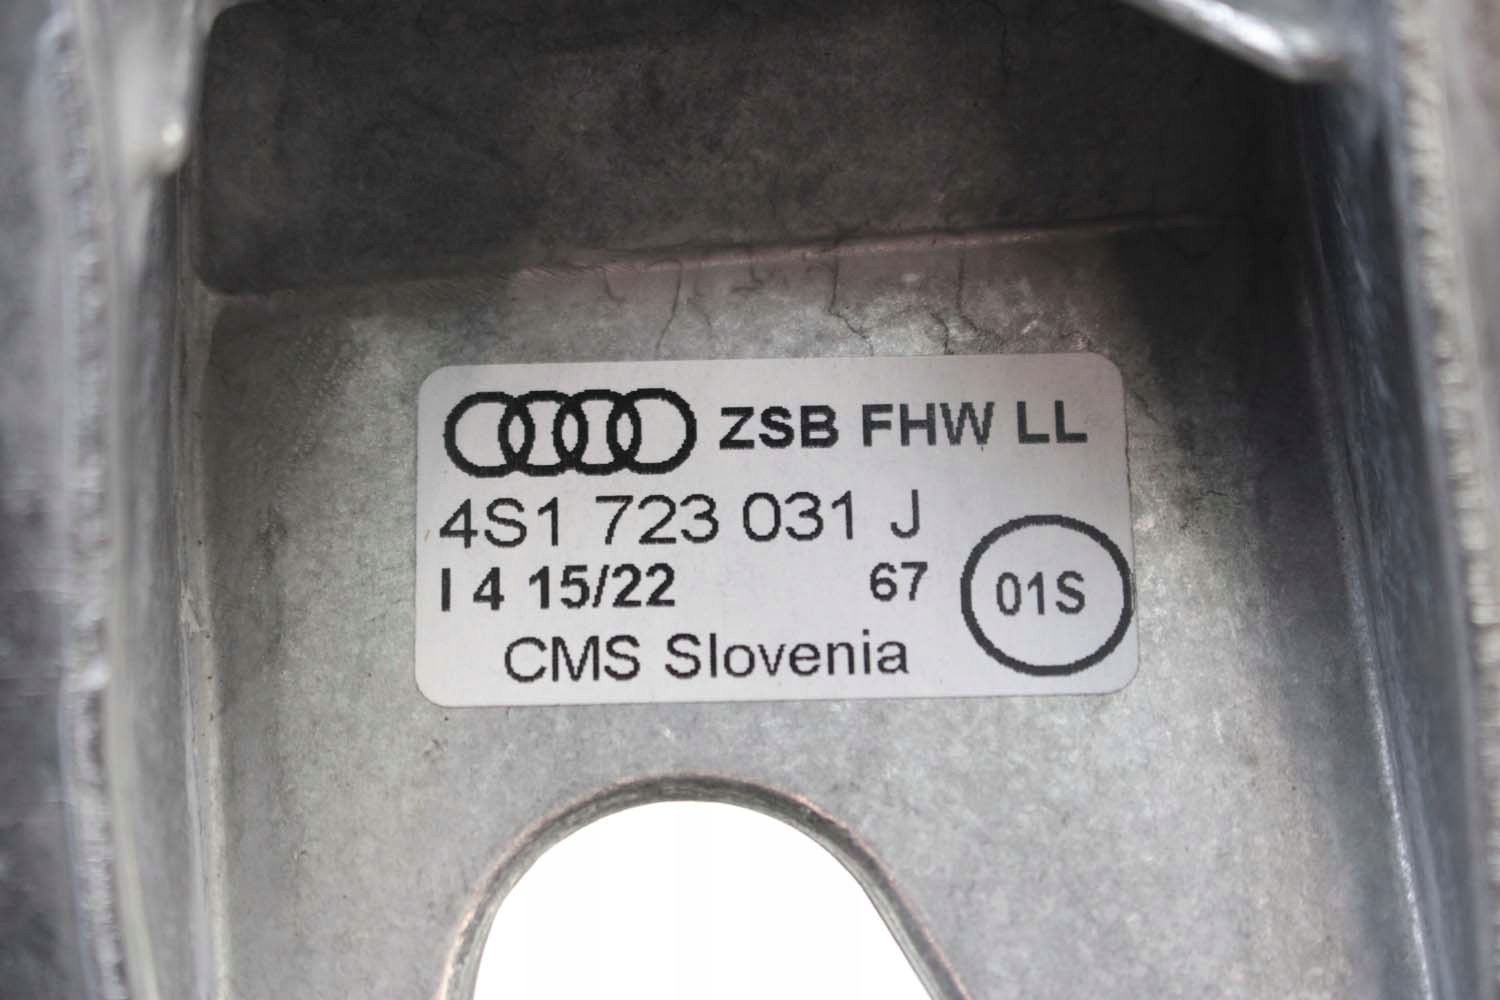 ZSB FHW LL
4S1 723 031 J
I 4 15/22 67
01S
CMS Slovenia